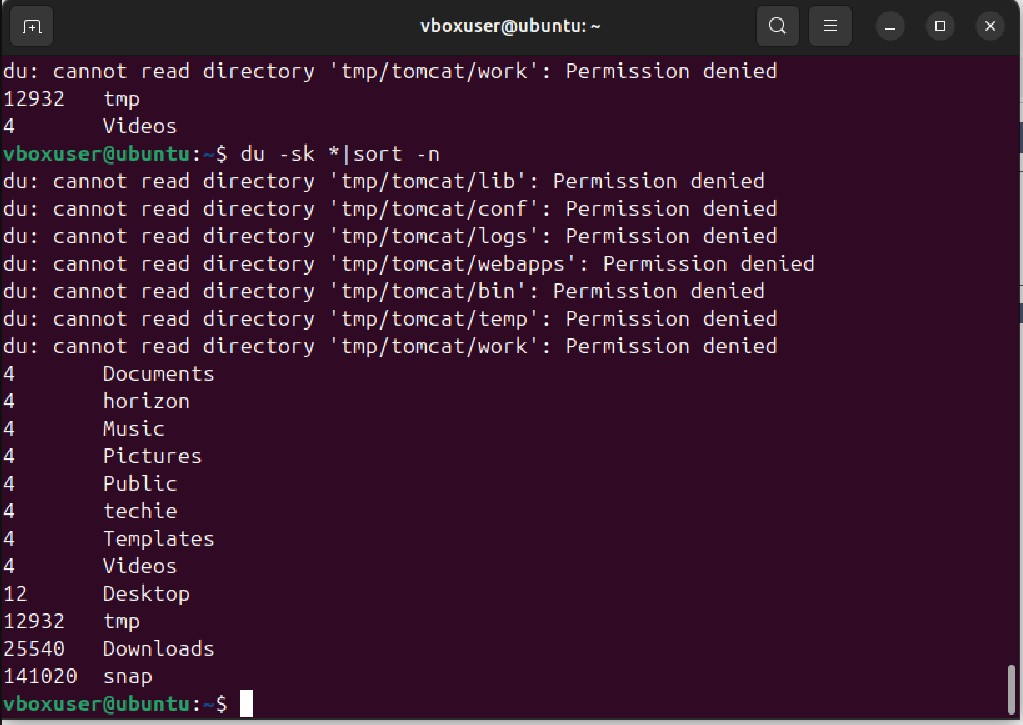 vboxuser@ubuntu: ~
du: cannot read directory 'tmp/tomcat/work': Permission denied
12932 tmp
4 Videos
vboxuser@ubuntu:~$ du -sk *|sort -n
du: cannot read directory 'tmp/tomcat/lib': Permission denied
du: cannot read directory 'tmp/tomcat/conf': Permission denied
du: cannot read directory 'tmp/tomcat/logs': Permission denied
du: cannot read directory 'tmp/tomcat/webapps': Permission denied
du: cannot read directory 'tmp/tomcat/bin': Permission denied
du: cannot read directory 'tmp/tomcat/temp': Permission denied
du: cannot read directory 'tmp/tomcat/work': Permission denied
4 Documents
4 horizon
4 Music
4 Pictures
4 Public
4 techie
4 Templates
4 Videos
12 Desktop
12932 tmp
25540 Downloads
141020 snap
vboxuser@ubuntu:~$